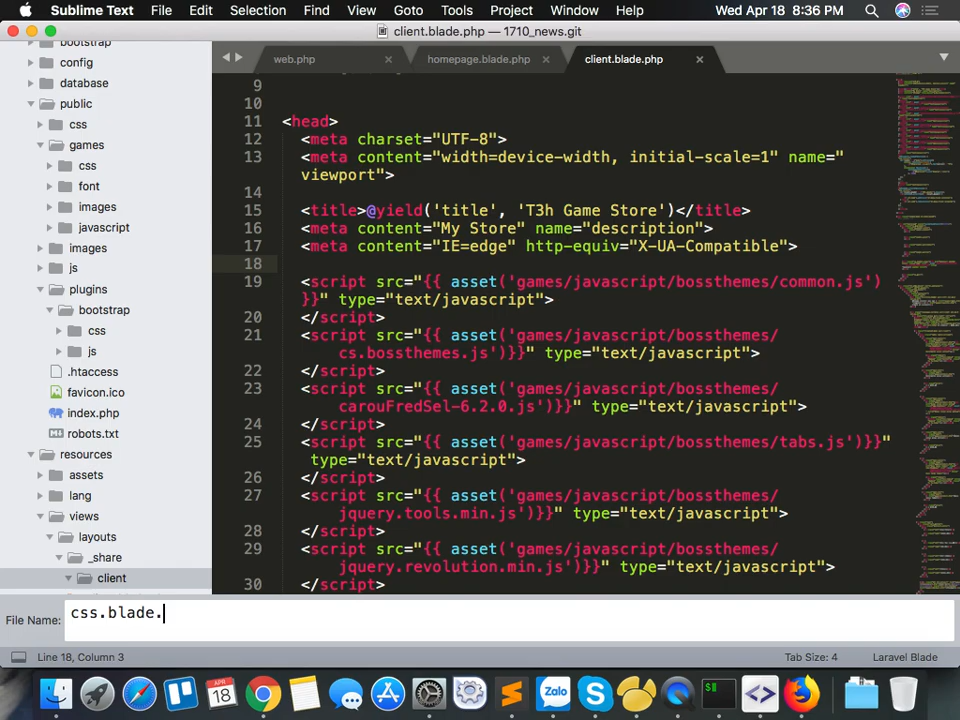 Sublime Text File Edit Selection Find View Goto Tools Project Window Help Wed Apr 18 8:36 PM
client.blade.php — 1710_news.git
bootstrap
config
database
public
css
games
css
font
images
javascript
images
js
plugins
bootstrap
css
js
.htaccess
favicon.ico
index.php
robots.txt
resources
assets
lang
views
layouts
_share
client
web.php homepage.blade.php client.blade.php
9
10
11 <head>
12 <meta charset="UTF-8">
13 <meta content="width=device-width, initial-scale=1" name="
viewport">
14
15 <title>@yield('title', 'T3h Game Store')</title>
16 <meta content="My Store" name="description">
17 <meta content="IE=edge" http-equiv="X-UA-Compatible">
18
19 <script src="{{ asset('games/javascript/bossthemes/common.js')
}}" type="text/javascript">
20 </script>
21 <script src="{{ asset('games/javascript/bossthemes/
cs.bossthemes.js')}}" type="text/javascript">
22 </script>
23 <script src="{{ asset('games/javascript/bossthemes/
carouFredSel-6.2.0.js')}}" type="text/javascript">
24 </script>
25 <script src="{{ asset('games/javascript/bossthemes/tabs.js')}}"
type="text/javascript">
26 </script>
27 <script src="{{ asset('games/javascript/bossthemes/
jquery.tools.min.js')}}" type="text/javascript">
28 </script>
29 <script src="{{ asset('games/javascript/bossthemes/
jquery.revolution.min.js')}}" type="text/javascript">
30 </script>
File Name: css.blade.
Line 18, Column 3 Tab Size: 4 Laravel Blade
APR
18
Zalo
$